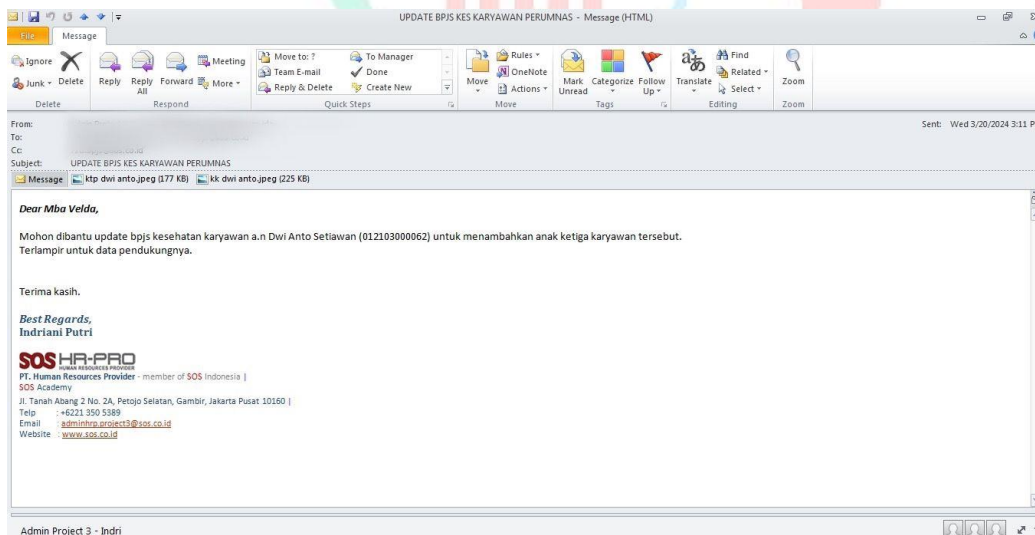 UPDATE BPJS KES KARYAWAN PERUMNAS - Message (HTML)
File Message
Ignore
Junk Delete
Reply Reply All Forward
Meeting
More
Move to: ? To Manager
Team E-mail Done
Reply & Delete Create New
Move
Rules
OneNote
Actions
Mark Unread Categorize Follow Up
Translate
Find
Related
Select
Zoom
Delete Respond Quick Steps Move Tags Editing Zoom
From: Sent: Wed 3/20/2024 3:11 P
To:
Cc:
Subject: UPDATE BPJS KES KARYAWAN PERUMNAS
Message ktp dwi anto.jpeg (177 KB) kk dwi anto.jpeg (225 KB)
Dear Mba Velda,
Mohon dibantu update bpjs kesehatan karyawan a.n Dwi Anto Setiawan (012103000062) untuk menambahkan anak ketiga karyawan tersebut.
Terlampir untuk data pendukungnya.
Terima kasih.
Best Regards,
Indriani Putri
SOS HR-PRO
HUMAN RESOURCES PROVIDER
PT. Human Resources Provider - member of SOS Indonesia |
SOS Academy
Jl. Tanah Abang 2 No. 2A, Petojo Selatan, Gambir, Jakarta Pusat 10160 |
Telp : +6221 350 5389
Email : adminhrp.project3@sos.co.id
Website : www.sos.co.id
Admin Project 3 - Indri